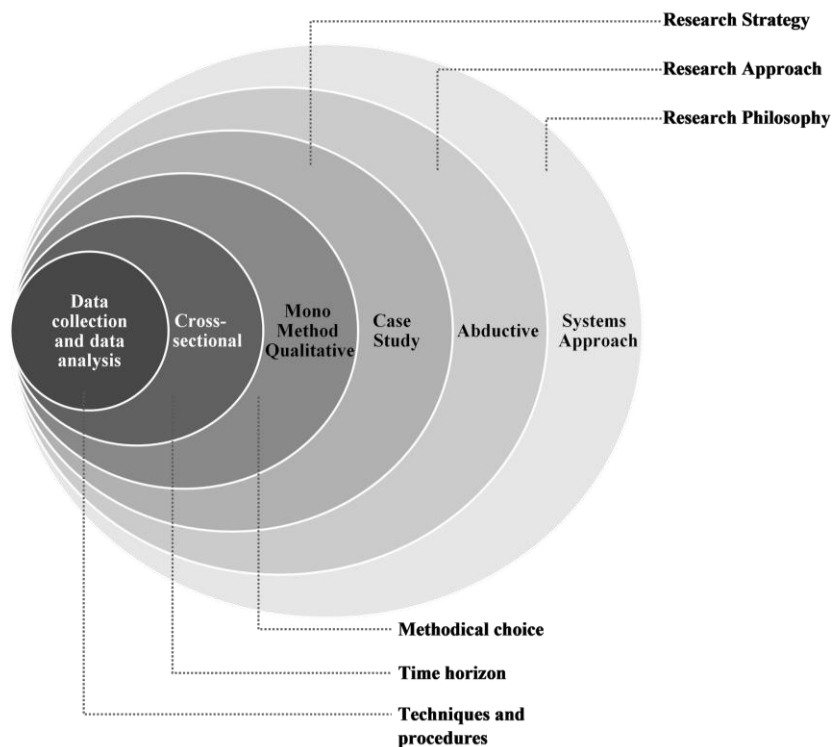 Research Strategy
Research Approach
Research Philosophy
Data
collection
and data
analysis
Cross-
sectional
Mono
Method
Qualitative
Case
Study
Abductive
Systems
Approach
Methodical choice
Time horizon
Techniques and
procedures